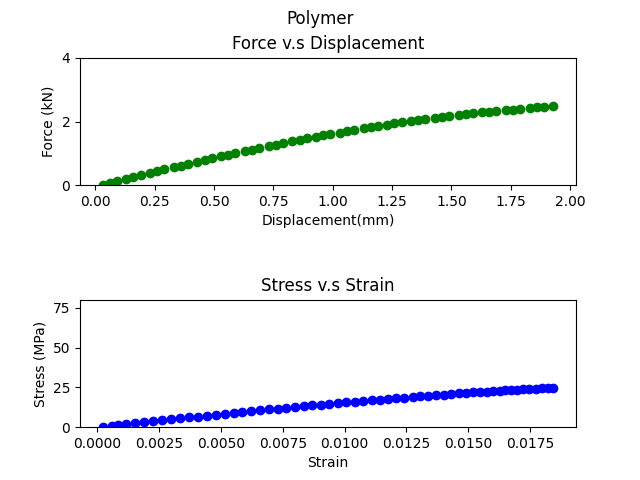 Polymer
Force v.s Displacement
4
2
0
Force (kN)
0.00 0.25 0.50 0.75 1.00 1.25 1.50 1.75 2.00
Displacement(mm)
Stress v.s Strain
75
50
25
0
Stress (MPa)
0.0000 0.0025 0.0050 0.0075 0.0100 0.0125 0.0150 0.0175
Strain